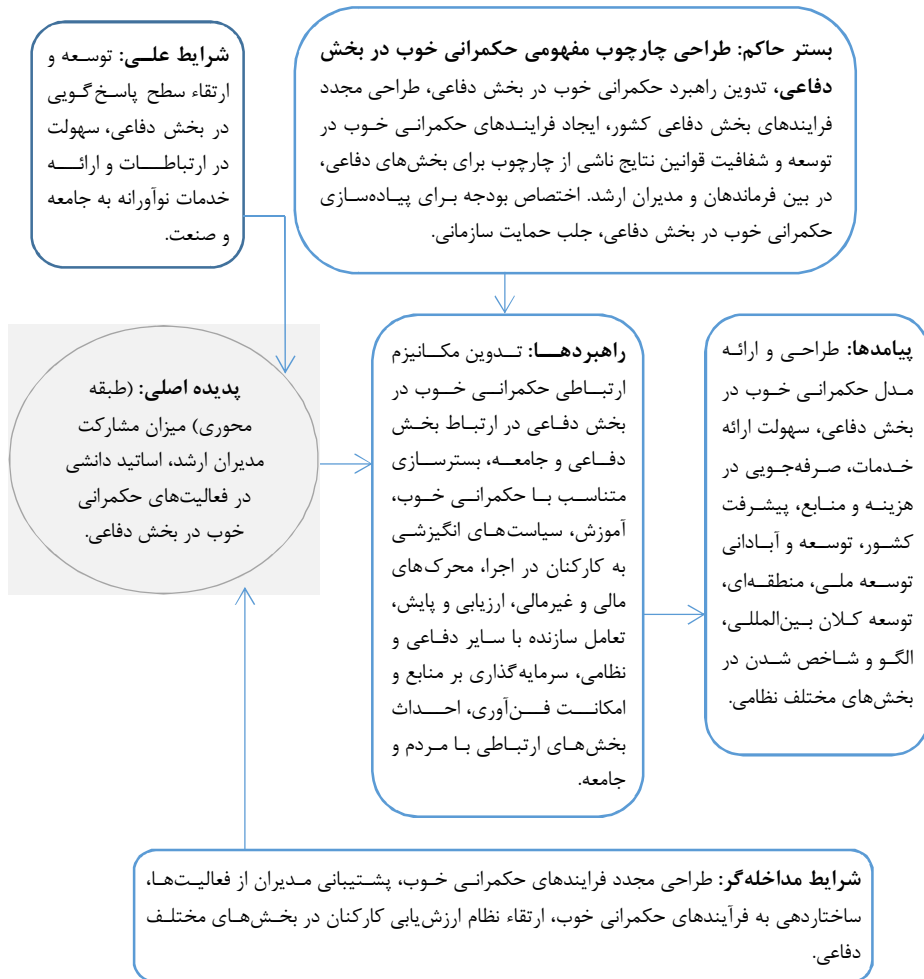 شرایط علی: توسعه و
ارتقاء سطح پاسخ‌گویی
در بخش دفاعی، سهولت
در ارتباطات و ارائه
خدمات نوآورانه به جامعه
و صنعت.
بستر حاکم: طراحی چارچوب مفهومی حکمرانی خوب در بخش
دفاعی، تدوین راهبرد حکمرانی خوب در بخش دفاعی، طراحی مجدد
فرایندهای بخش دفاعی کشور، ایجاد فرایندهای حکمرانی خوب در
توسعه و شفافیت قوانین نتایج ناشی از چارچوب برای بخش‌های دفاعی،
در بین فرماندهان و مدیران ارشد. اختصاص بودجه برای پیاده‌سازی
حکمرانی خوب در بخش دفاعی، جلب حمایت سازمانی.
پدیده اصلی: (طبقه
محوری) میزان مشارکت
مدیران ارشد، اساتید دانشی
در فعالیت‌های حکمرانی
خوب در بخش دفاعی.
راهبردها: تدوین مکانیزم
ارتباطی حکمرانی خوب در
بخش دفاعی در ارتباط بخش
دفاعی و جامعه، بسترسازی
متناسب با حکمرانی خوب،
آموزش، سیاست‌های انگیزشی
به کارکنان در اجرا، محرک‌های
مالی و غیرمالی، ارزیابی و پایش،
تعامل سازنده با سایر دفاعی و
نظامی، سرمایه‌گذاری بر منابع و
امکانت فن‌آوری، احداث
بخش‌های ارتباطی با مردم و
جامعه.
پیامدها: طراحی و ارائه
مدل حکمرانی خوب در
بخش دفاعی، سهولت ارائه
خدمات، صرفه‌جویی در
هزینه و منابع، پیشرفت
کشور، توسعه و آبادانی
توسعه ملی، منطقه‌ای،
توسعه کلان بین‌المللی،
الگو و شاخص شدن در
بخش‌های مختلف نظامی.
شرایط مداخله‌گر: طراحی مجدد فرایندهای حکمرانی خوب، پشتیبانی مدیران از فعالیت‌ها،
ساختاردهی به فرآیندهای حکمرانی خوب، ارتقاء نظام ارزش‌یابی کارکنان در بخش‌های مختلف
دفاعی.